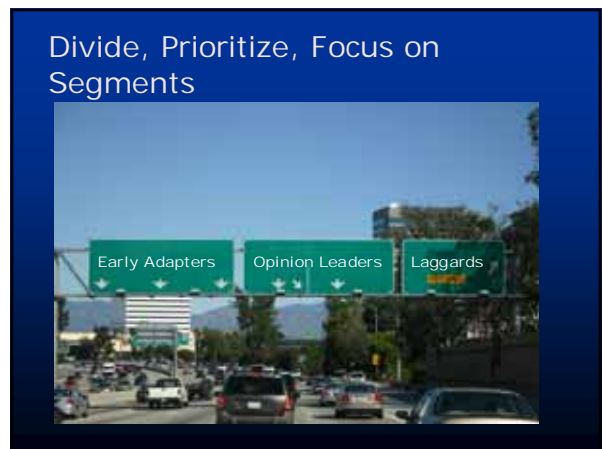 Divide, Prioritize, Focus on
Segments
Early Adapters
Opinion Leaders
Laggards